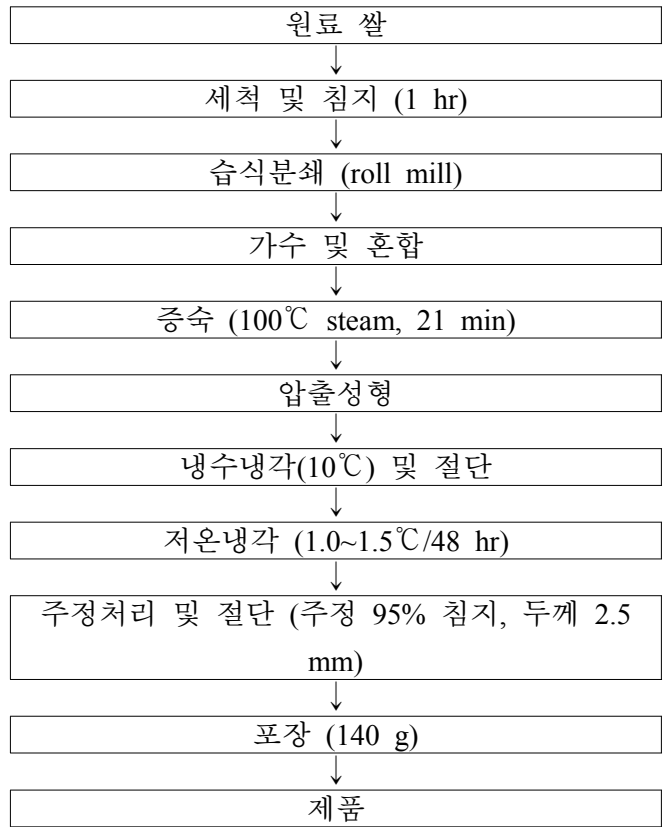 원료 쌀
세척 및 침지 (1 hr)
습식분쇄 (roll mill)
가수 및 혼합
증숙 (100℃ steam, 21 min)
압출성형
냉수냉각(10℃) 및 절단
저온냉각 (1.0~1.5℃/48 hr)
주정처리 및 절단 (주정 95% 침지, 두께 2.5
mm)
포장 (140 g)
제품